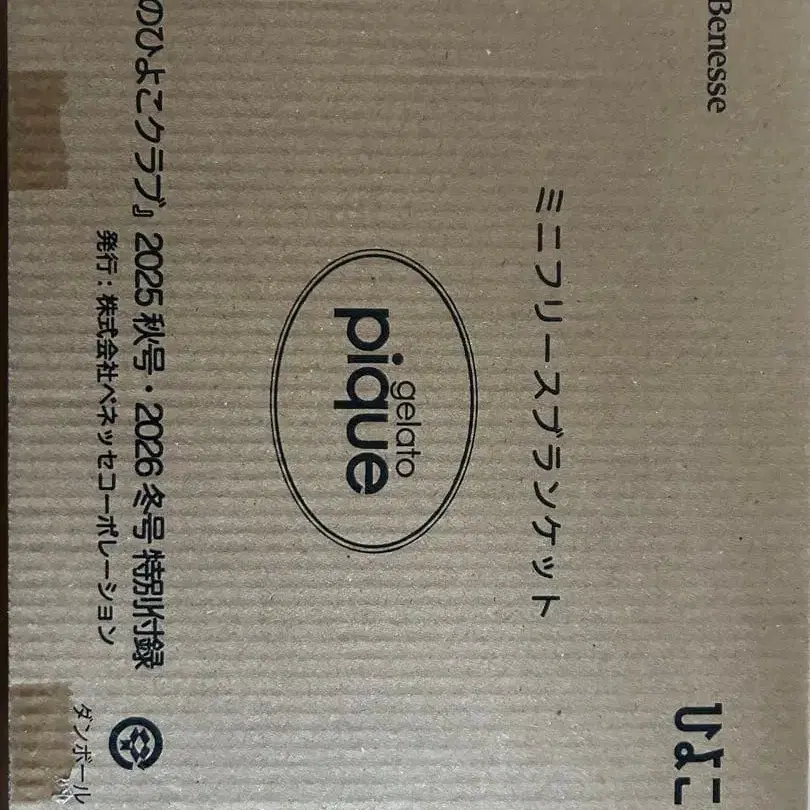 Benesse
ひよこ
ミニフリースブランケット
gelato
pique
のひよこクラブ』2025 秋号・2026 冬号 特別付録
発行：株式会社ベネッセコーポレーション
ダンボール